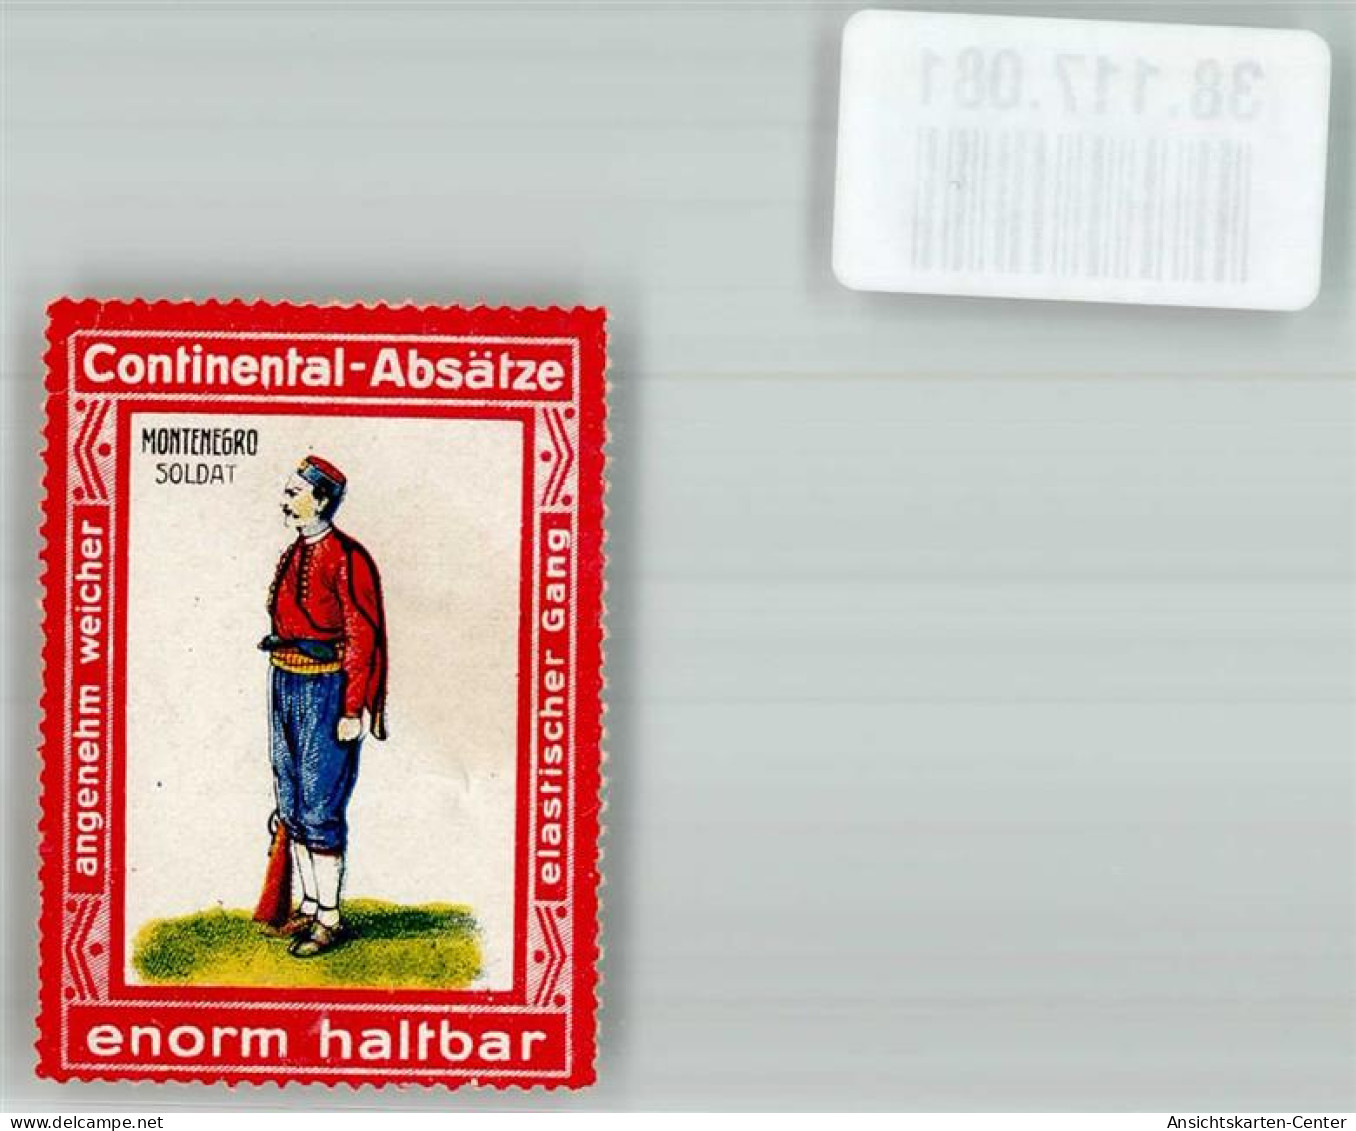 38.117.081
Continental-Absätze
MONTENEGRO
SOLDAT
angenehm weicher
elastischer Gang
enorm haltbar
www.delcampe.net
Ansichtskarten-Center